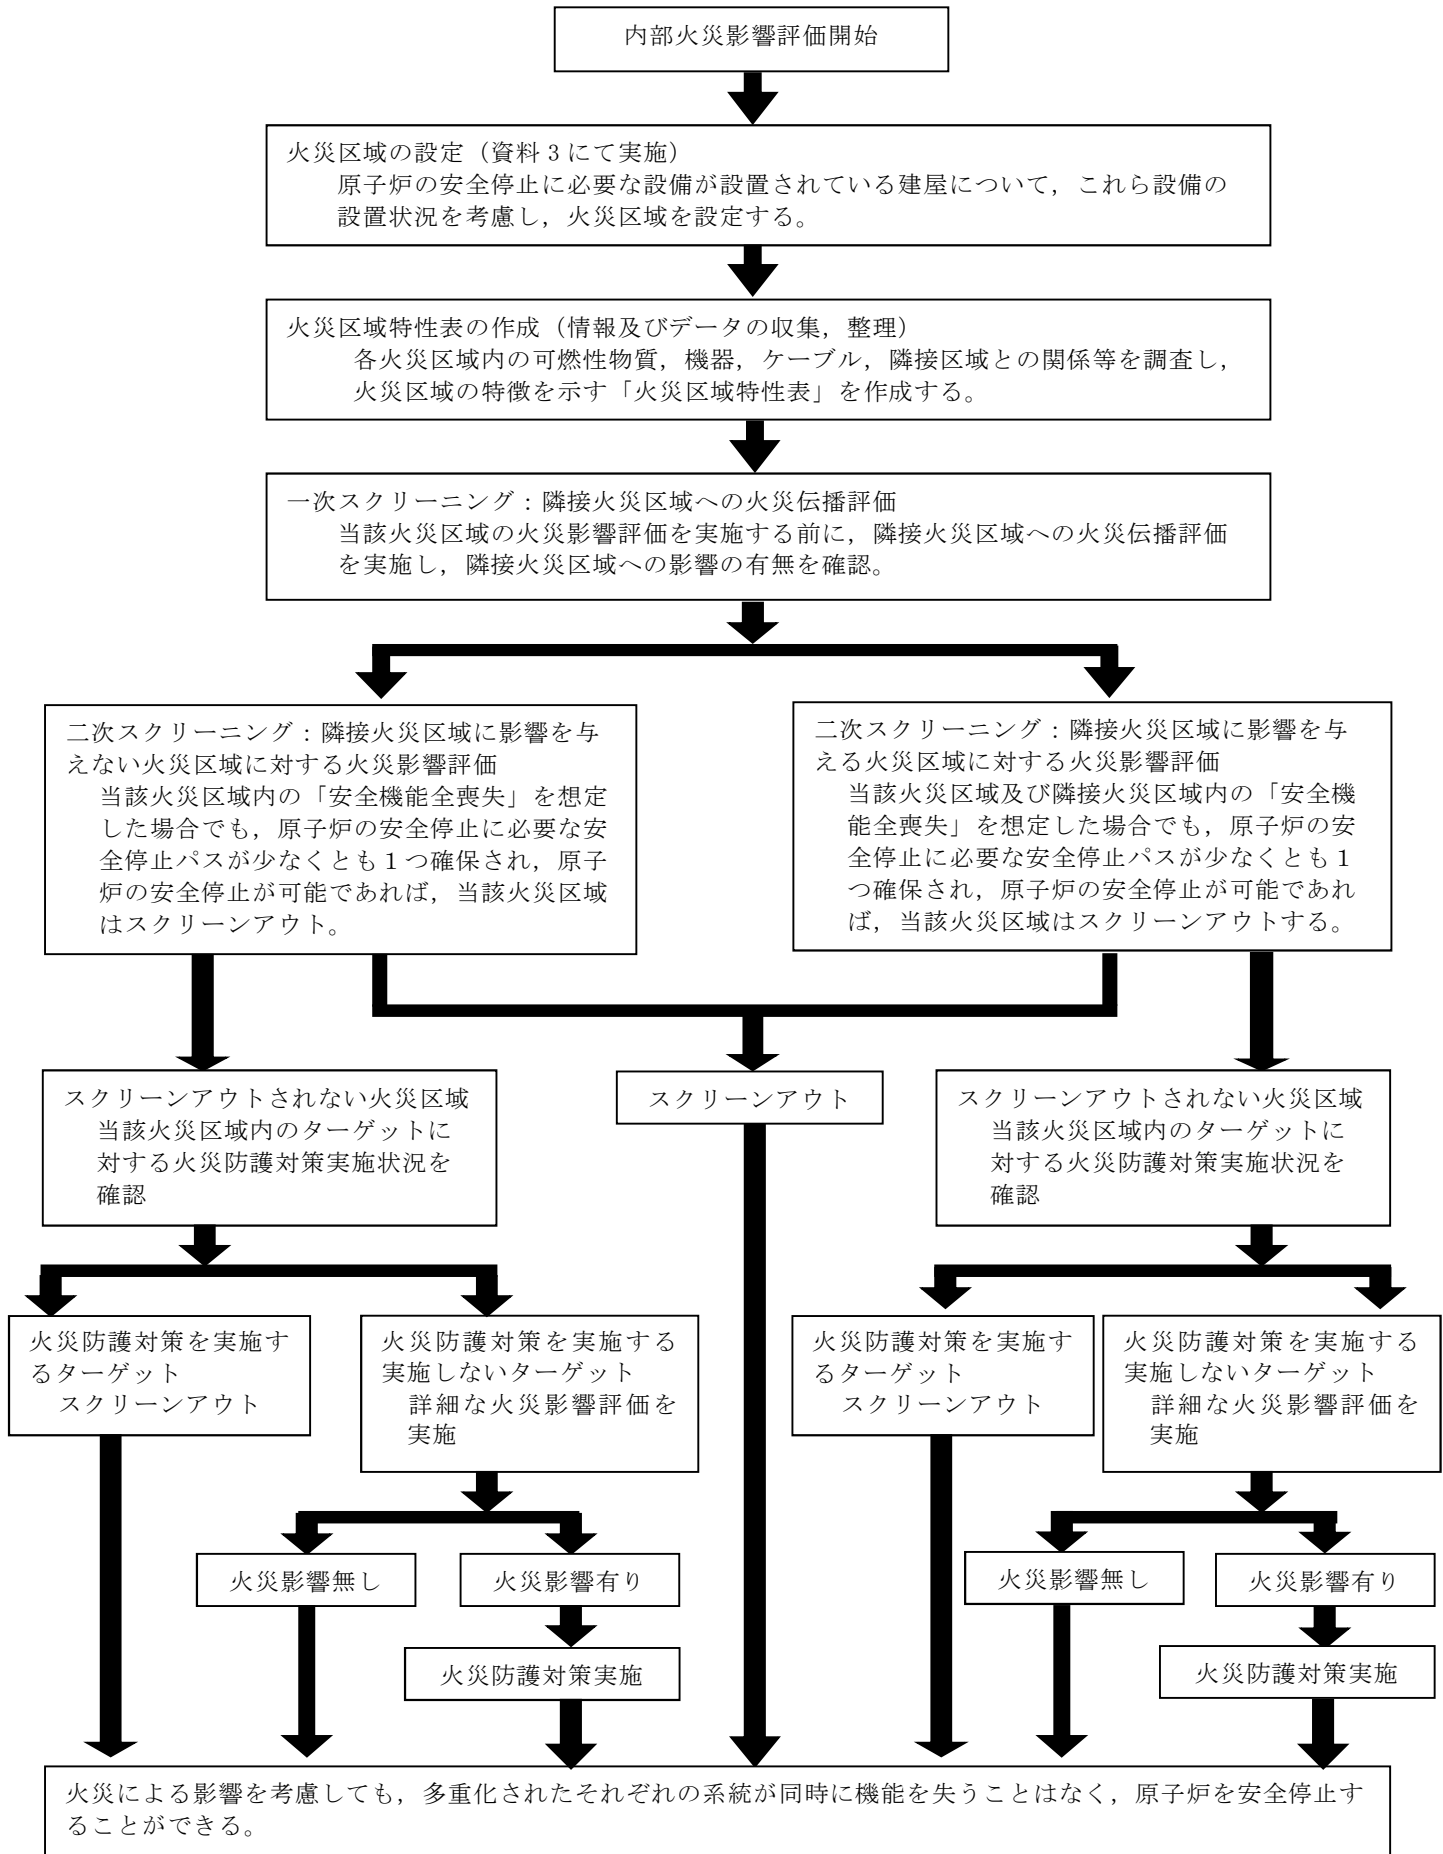 内部火災影響評価開始
火災区域の設定（資料3にて実施）
原子炉の安全停止に必要な設備が設置されている建屋について，これら設備の
設置状況を考慮し，火災区域を設定する。
火災区域特性表の作成（情報及びデータの収集，整理）
各火災区域内の可燃性物質，機器，ケーブル，隣接区域との関係等を調査し，
火災区域の特徴を示す「火災区域特性表」を作成する。
一次スクリーニング：隣接火災区域への火災伝播評価
当該火災区域の火災影響評価を実施する前に，隣接火災区域への火災伝播評価
を実施し，隣接火災区域への影響の有無を確認。
二次スクリーニング：隣接火災区域に影響を与
えない火災区域に対する火災影響評価
当該火災区域内の「安全機能全喪失」を想定
した場合でも，原子炉の安全停止に必要な安
全停止パスが少なくとも１つ確保され，原子
炉の安全停止が可能であれば，当該火災区域
はスクリーンアウト。
二次スクリーニング：隣接火災区域に影響を与
える火災区域に対する火災影響評価
当該火災区域及び隣接火災区域内の「安全機
能全喪失」を想定した場合でも，原子炉の安
全停止に必要な安全停止パスが少なくとも１
つ確保され，原子炉の安全停止が可能であれ
ば，当該火災区域はスクリーンアウトする。
スクリーンアウトされない火災区域
当該火災区域内のターゲットに
対する火災防護対策実施状況を
確認
スクリーンアウト
スクリーンアウトされない火災区域
当該火災区域内のターゲットに
対する火災防護対策実施状況を
確認
火災防護対策を実施す
るターゲット
スクリーンアウト
火災防護対策を実施する
実施しないターゲット
詳細な火災影響評価を
実施
火災防護対策を実施す
るターゲット
スクリーンアウト
火災防護対策を実施する
実施しないターゲット
詳細な火災影響評価を
実施
火災影響無し
火災影響有り
火災影響無し
火災影響有り
火災防護対策実施
火災防護対策実施
火災による影響を考慮しても，多重化されたそれぞれの系統が同時に機能を失うことはなく，原子炉を安全停止す
ることができる。